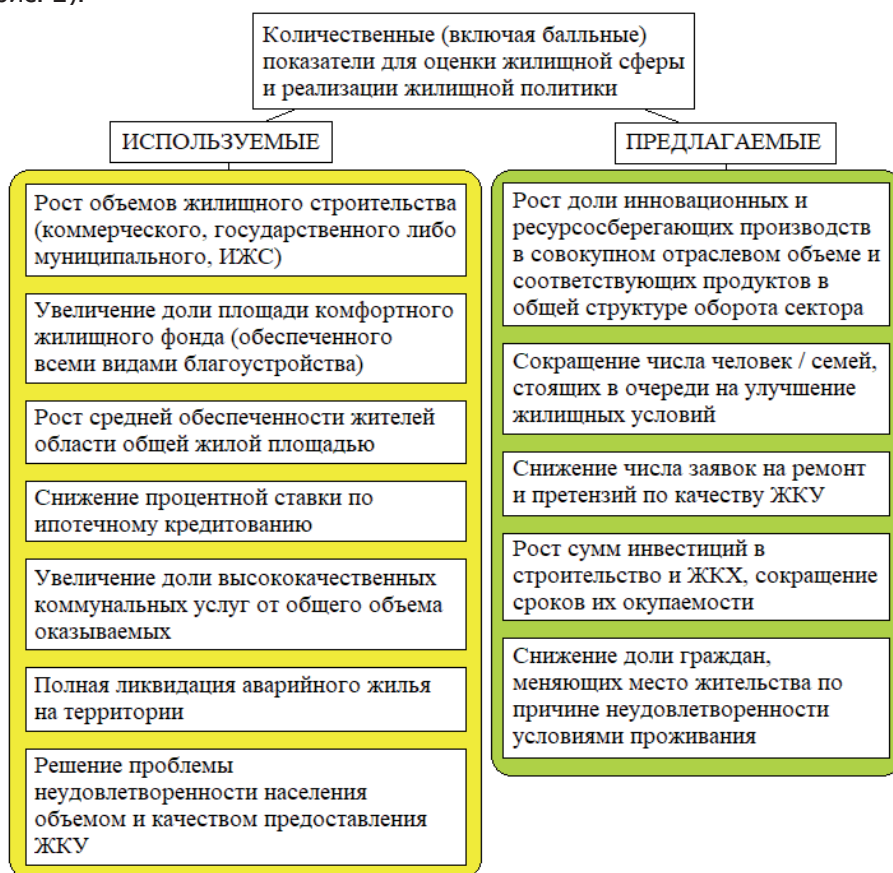 Количественные (включая балльные)
показатели для оценки жилищной сферы
и реализации жилищной политики
ИСПОЛЬЗУЕМЫЕ
Рост объемов жилищного строительства
(коммерческого, государственного либо
муниципального, ИЖС)
Увеличение доли площади комфортного
жилищного фонда (обеспеченного
всеми видами благоустройства)
Рост средней обеспеченности жителей
области общей жилой площадью
Снижение процентной ставки по
ипотечному кредитованию
Увеличение доли высококачественных
коммунальных услуг от общего объема
оказываемых
Полная ликвидация аварийного жилья
на территории
Решение проблемы
неудовлетворенности населения
объемом и качеством предоставления
ЖКУ
ПРЕДЛАГАЕМЫЕ
Рост доли инновационных и
ресурсосберегающих производств
в совокупном отраслевом объеме и
соответствующих продуктов в
общей структуре оборота сектора
Сокращение числа человек / семей,
стоящих в очереди на улучшение
жилищных условий
Снижение числа заявок на ремонт
и претензий по качеству ЖКУ
Рост сумм инвестиций в
строительство и ЖКХ, сокращение
сроков их окупаемости
Снижение доли граждан,
меняющих место жительства по
причине неудовлетворенности
условиями проживания